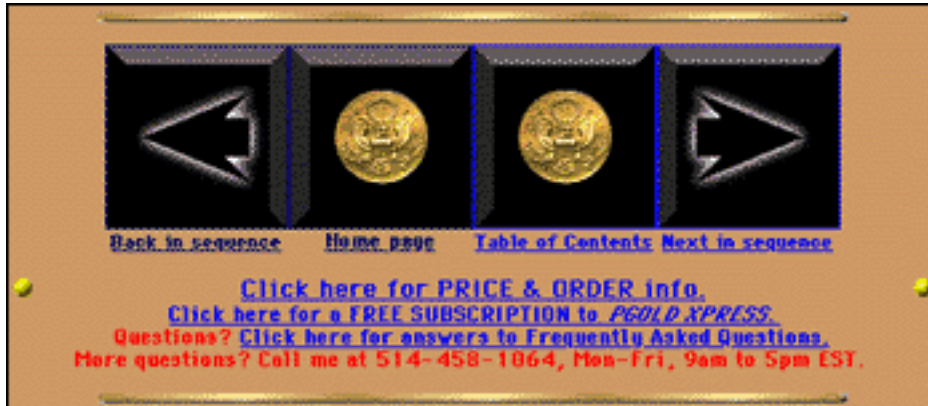 Back in sequence Home page Table of Contents Next in sequence
Click here for PRICE & ORDER info.
Click here for a FREE SUBSCRIPTION to PGOLD XPRESS.
Questions? Click here for answers to Frequently Asked Questions.
More questions? Call me at 514-458-1864, Mon-Fri, 9am to 5pm EST.